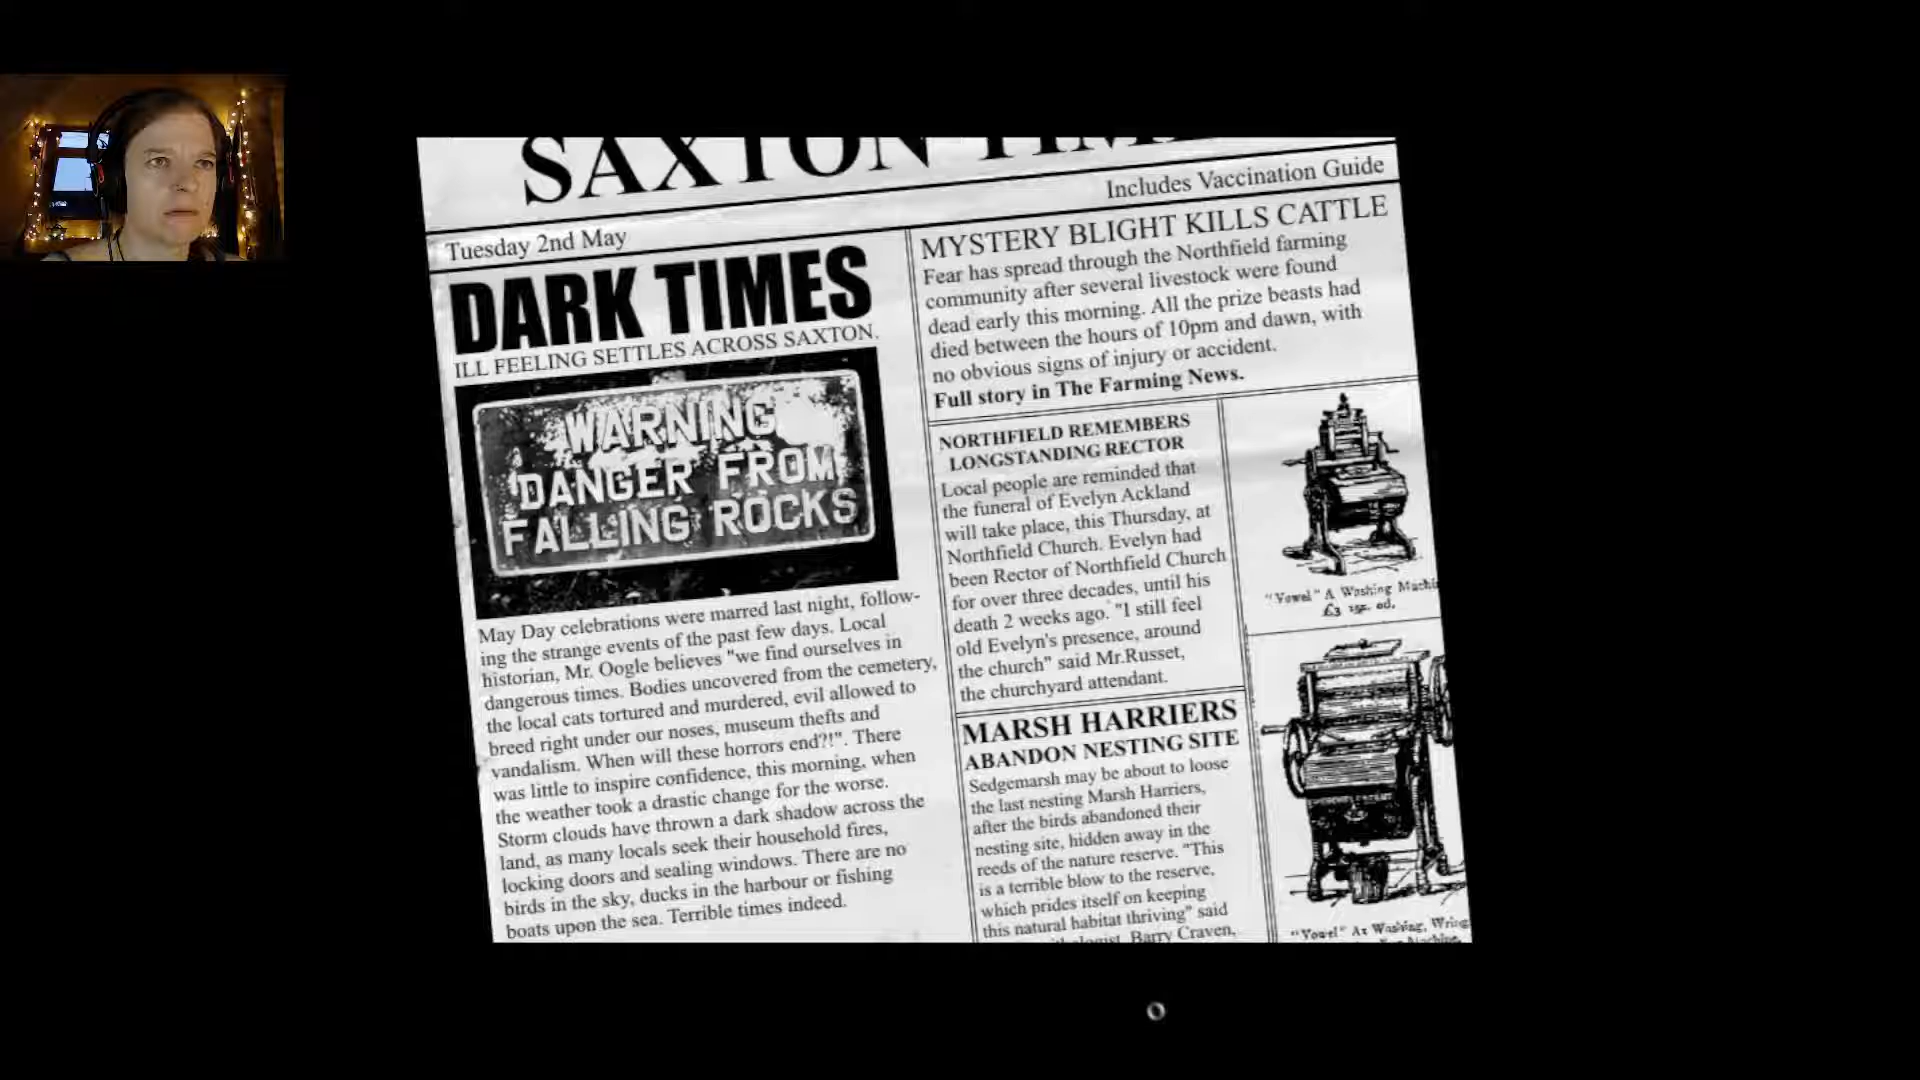 SAXTON TIM
Includes Vaccination Guide
Tuesday 2nd May
DARK TIMES
ILL FEELING SETTLES ACROSS SAXTON.
WARNING
DANGER FROM
FALLING ROCKS
May Day celebrations were marred last night, follow-
ing the strange events of the past few days. Local
historian, Mr. Oogle believes "we find ourselves in
dangerous times. Bodies uncovered from the cemetery,
the local cats tortured and murdered, evil allowed to
breed right under our noses, museum thefts and
vandalism. When will these horrors end?!". There
was little to inspire confidence, this morning, when
the weather took a drastic change for the worse.
Storm clouds have thrown a dark shadow across the
land, as many locals seek their household fires,
locking doors and sealing windows. There are no
birds in the sky, ducks in the harbour or fishing
boats upon the sea. Terrible times indeed.
MYSTERY BLIGHT KILLS CATTLE
Fear has spread through the Northfield farming
community after several livestock were found
dead early this morning. All the prize beasts had
died between the hours of 10pm and dawn, with
no obvious signs of injury or accident.
Full story in The Farming News.
NORTHFIELD REMEMBERS
LONGSTANDING RECTOR
Local people are reminded that
the funeral of Evelyn Ackland
will take place, this Thursday, at
Northfield Church. Evelyn had
been Rector of Northfield Church
for over three decades, until his
death 2 weeks ago. "I still feel
old Evelyn's presence, around
the church" said Mr.Russet,
the churchyard attendant.
MARSH HARRIERS
ABANDON NESTING SITE
Sedgemarsh may be about to loose
the last nesting Marsh Harriers,
after the birds abandoned their
nesting site, hidden away in the
reeds of the nature reserve. "This
is a terrible blow to the reserve,
which prides itself on keeping
this natural habitat thriving" said
Barry Craven,
"Vowel" A Washing Machi
£3
"Vowel" A1 Washing, Wring
Machine,